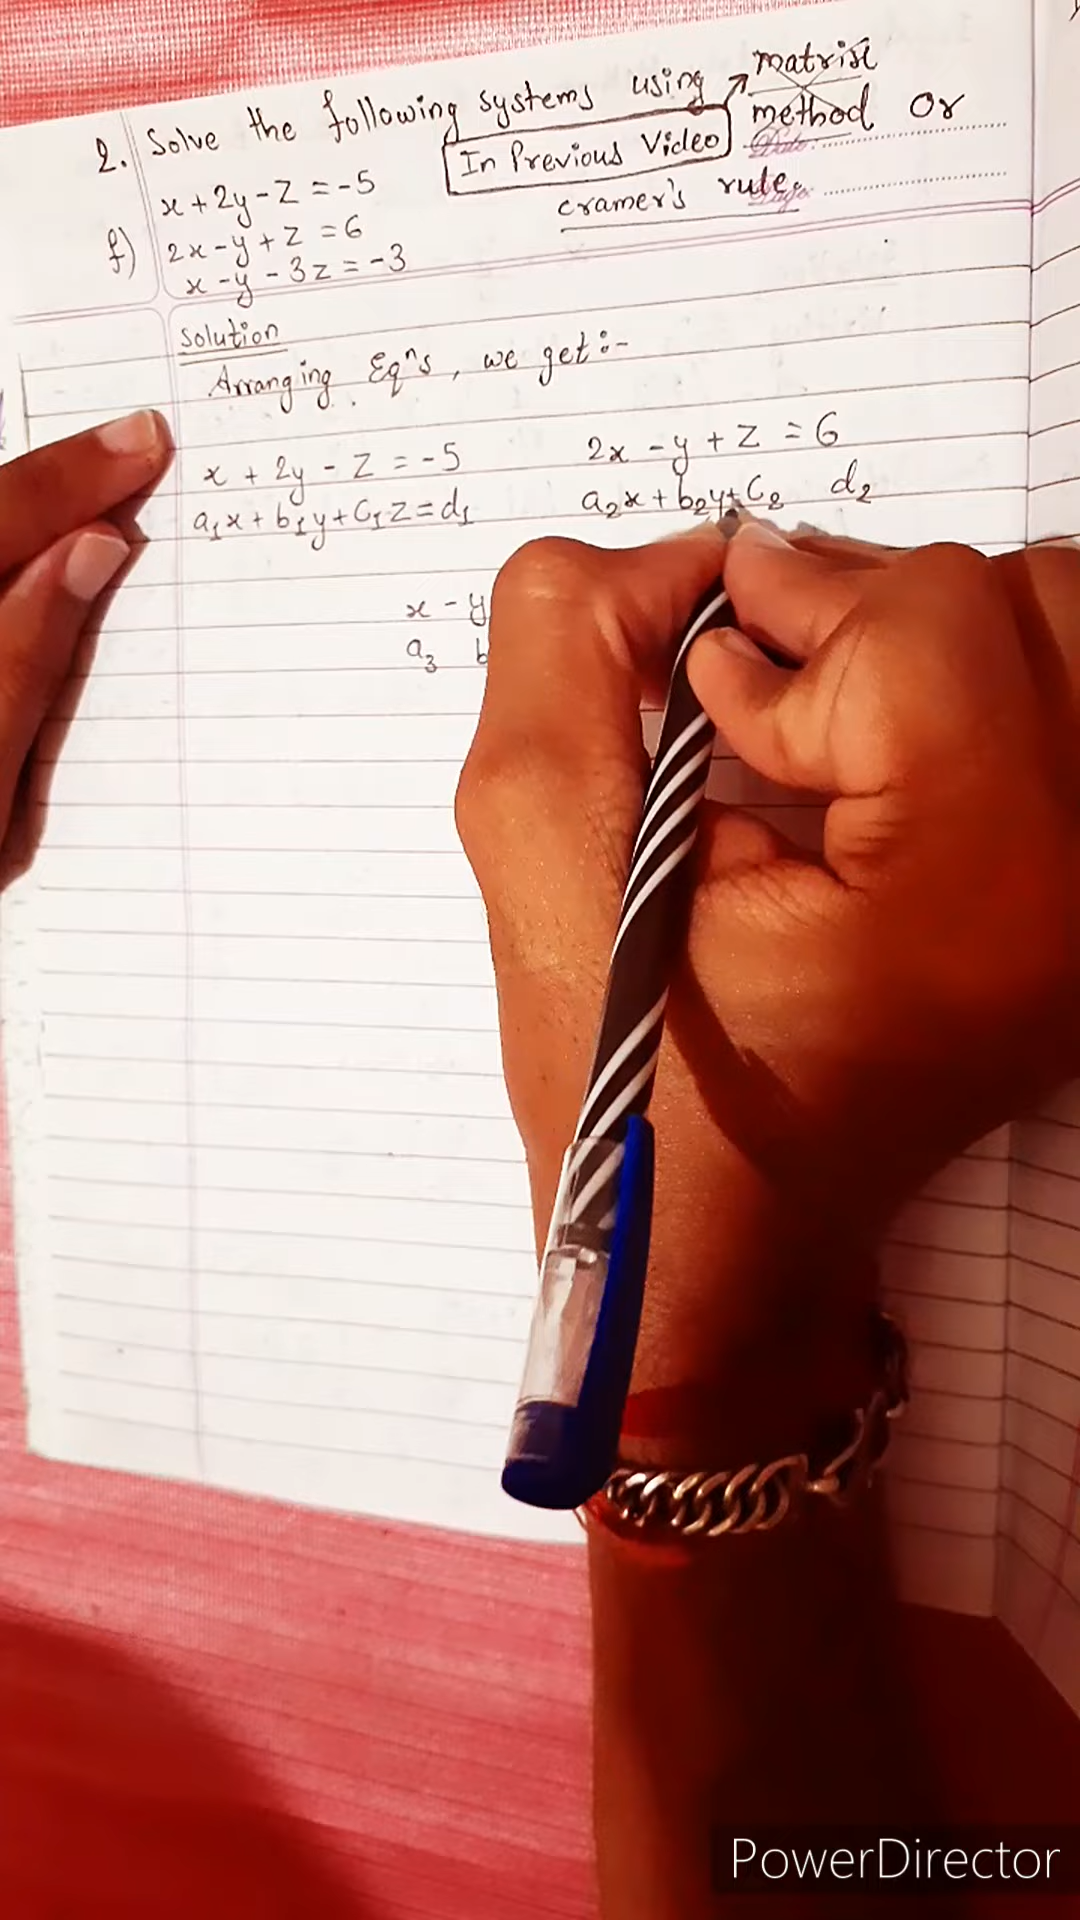 2. Solve the following systems using matrix
In Previous Video method or
cramer's rule.
x + 2y - z = -5
f) 2x - y + z = 6
x - y - 3z = -3
Solution
Arranging Eqⁿs, we get :-
x + 2y - z = -5 2x - y + z = 6
a₁x + b₁y + c₁z = d₁ a₂x + b₂y + c₂ d₂
x - y
a₃ b
PowerDirector